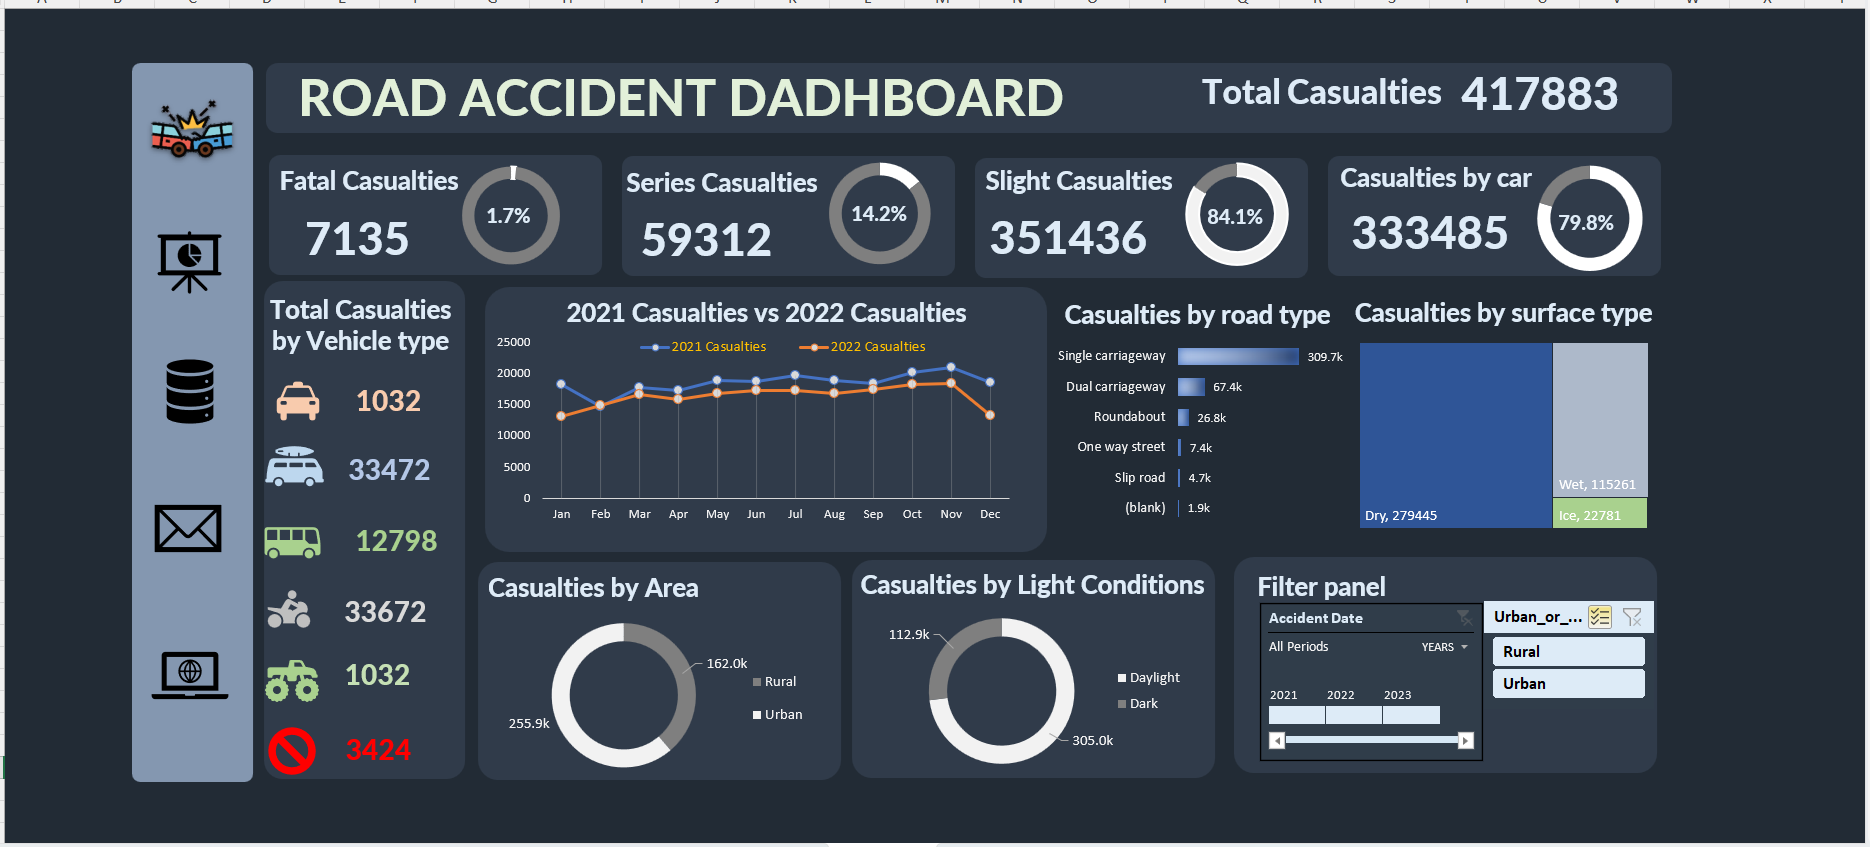 ROAD ACCIDENT DADHBOARD
Total Casualties 417883
Fatal Casualties
7135
1.7%
Series Casualties
59312
14.2%
Slight Casualties
351436
84.1%
Casualties by car
333485
79.8%
Total Casualties
by Vehicle type
1032
33472
12798
33672
1032
3424
2021 Casualties vs 2022 Casualties
2021 Casualties
2022 Casualties
25000
20000
15000
10000
5000
0
Jan Feb Mar Apr May Jun Jul Aug Sep Oct Nov Dec
Casualties by road type
Single carriageway 309.7k
Dual carriageway 67.4k
Roundabout 26.8k
One way street 7.4k
Slip road 4.7k
(blank) 1.9k
Casualties by surface type
Dry, 279445
Wet, 115261
Ice, 22781
Casualties by Area
162.0k
255.9k
Rural
Urban
Casualties by Light Conditions
112.9k
305.0k
Daylight
Dark
Filter panel
Accident Date
All Periods
YEARS
2021 2022 2023
Urban_or_...
Rural
Urban